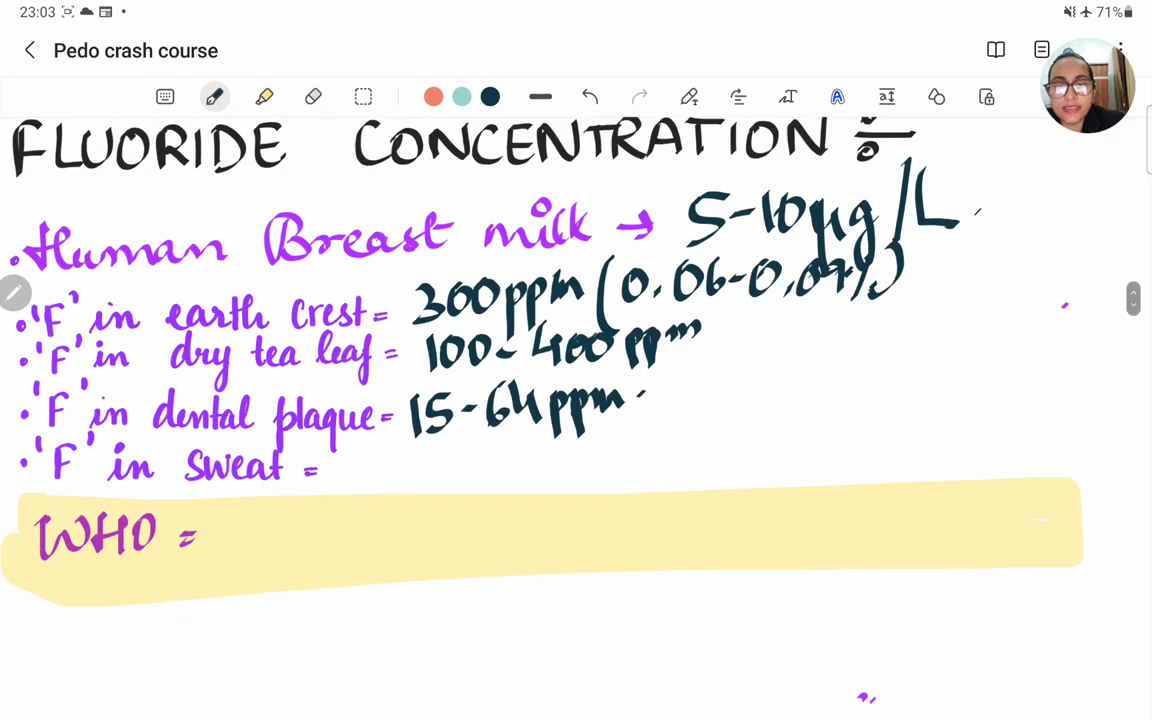 23:03 71%
Pedo crash course
FLUORIDE CONCENTRATION :-
• Human Breast milk → 5-10µg/L
• 'F' in earth crest = 300ppm (0.06-0.09%)
• 'F' in dry tea leaf = 100-400 ppm
• 'F' in dental plaque = 15-64ppm.
• 'F' in sweat =
WHO =